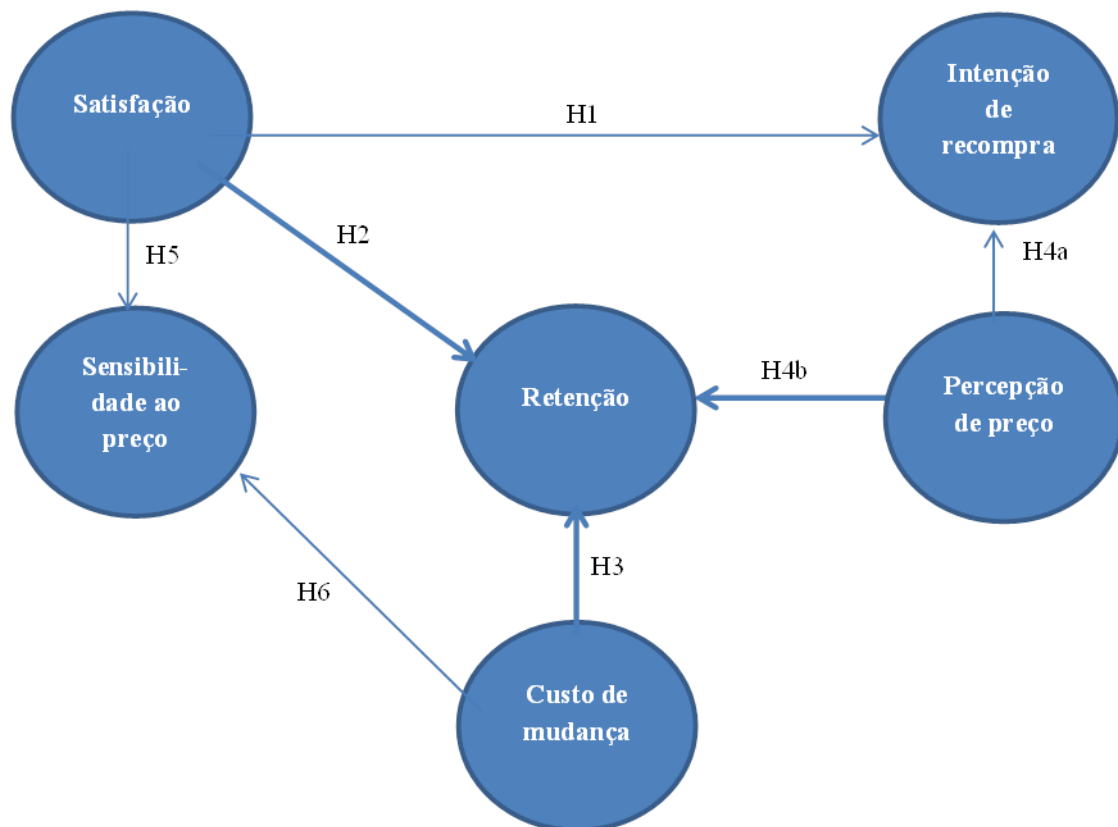 Satisfação
Intenção
de
recompra
H1
H2
H5
H4a
Sensibili-
dade ao
preço
Retenção
H4b
Percepção
de preço
H3
H6
Custo de
mudança